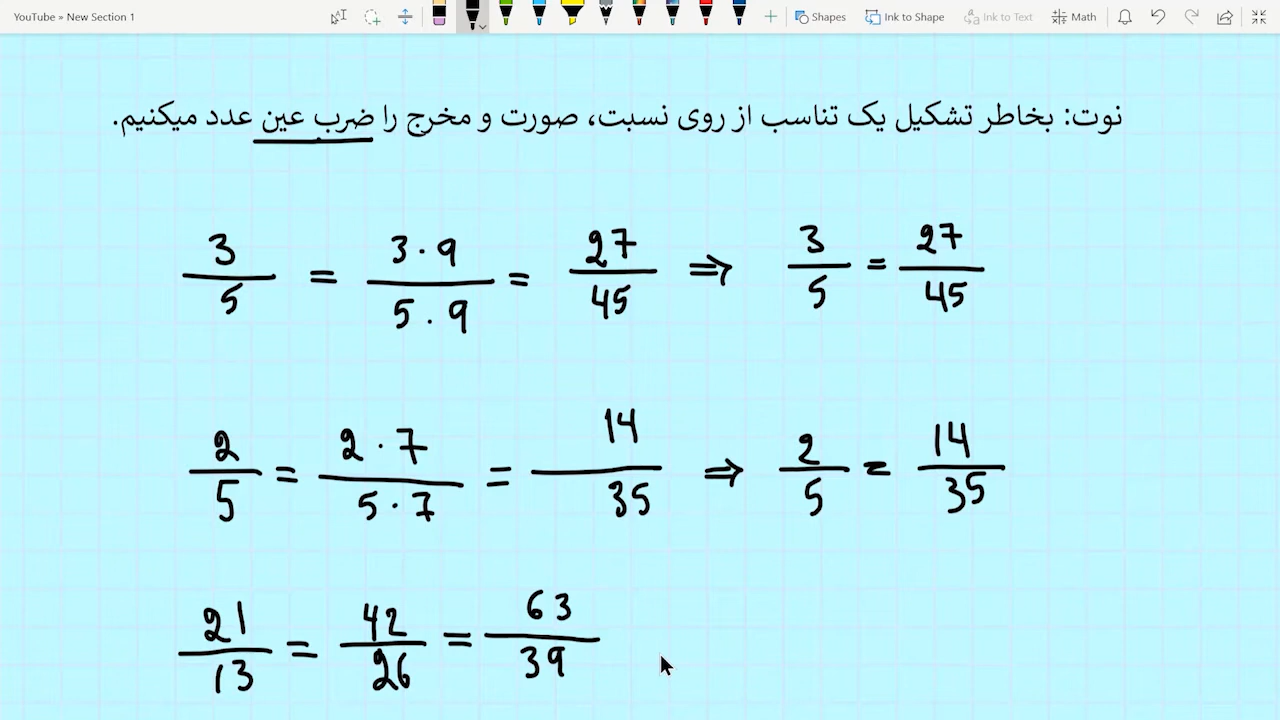 YouTube » New Section 1 Shapes Ink to Shape Ink to Text Math
نوت: بخاطر تشکیل یک تناسب از روی نسبت، صورت و مخرج را ضرب عین عدد میکنیم.
3/5 = 3·9/5·9 = 27/45 ⇒ 3/5 = 27/45
2/5 = 2·7/5·7 = 14/35 ⇒ 2/5 = 14/35
21/13 = 42/26 = 63/39